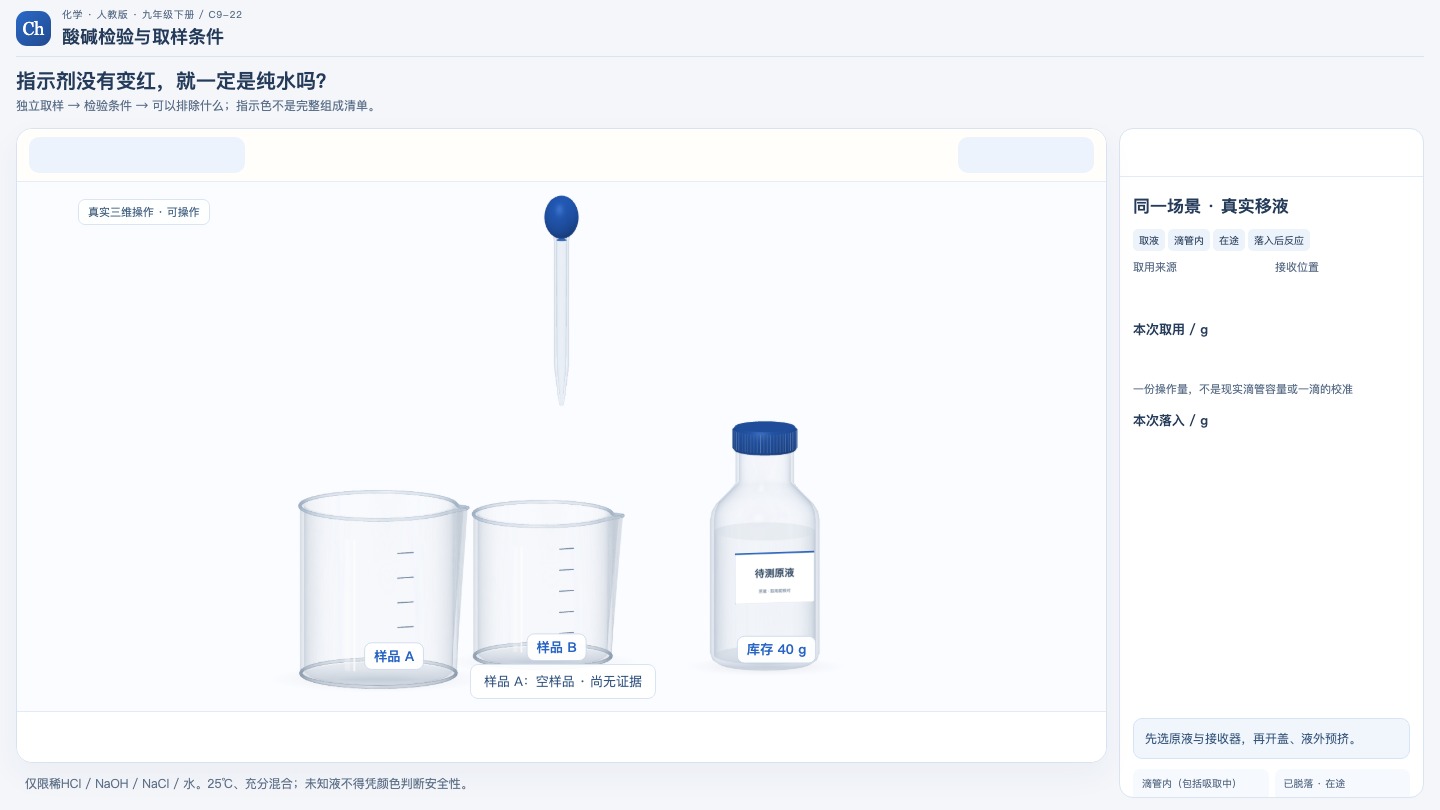 Ch
化学 · 人教版 · 九年级下册 / C9-22
酸碱检验与取样条件
指示剂没有变红，就一定是纯水吗？
独立取样 → 检验条件 → 可以排除什么；指示色不是完整组成清单。
真实三维操作 · 可操作
待测原液
样品 A
样品 B
库存 40 g
样品 A：空样品 · 尚无证据
仅限稀HCl / NaOH / NaCl / 水。25℃、充分混合；未知液不得凭颜色判断安全性。
同一场景 · 真实移液
取液 滴管内 在途 落入后反应
取用来源 接收位置
本次取用 / g
一份操作量，不是现实滴管容量或一滴的校准
本次落入 / g
先选原液与接收器，再开盖、液外预挤。
滴管内（包括吸取中） 已脱落 · 在途